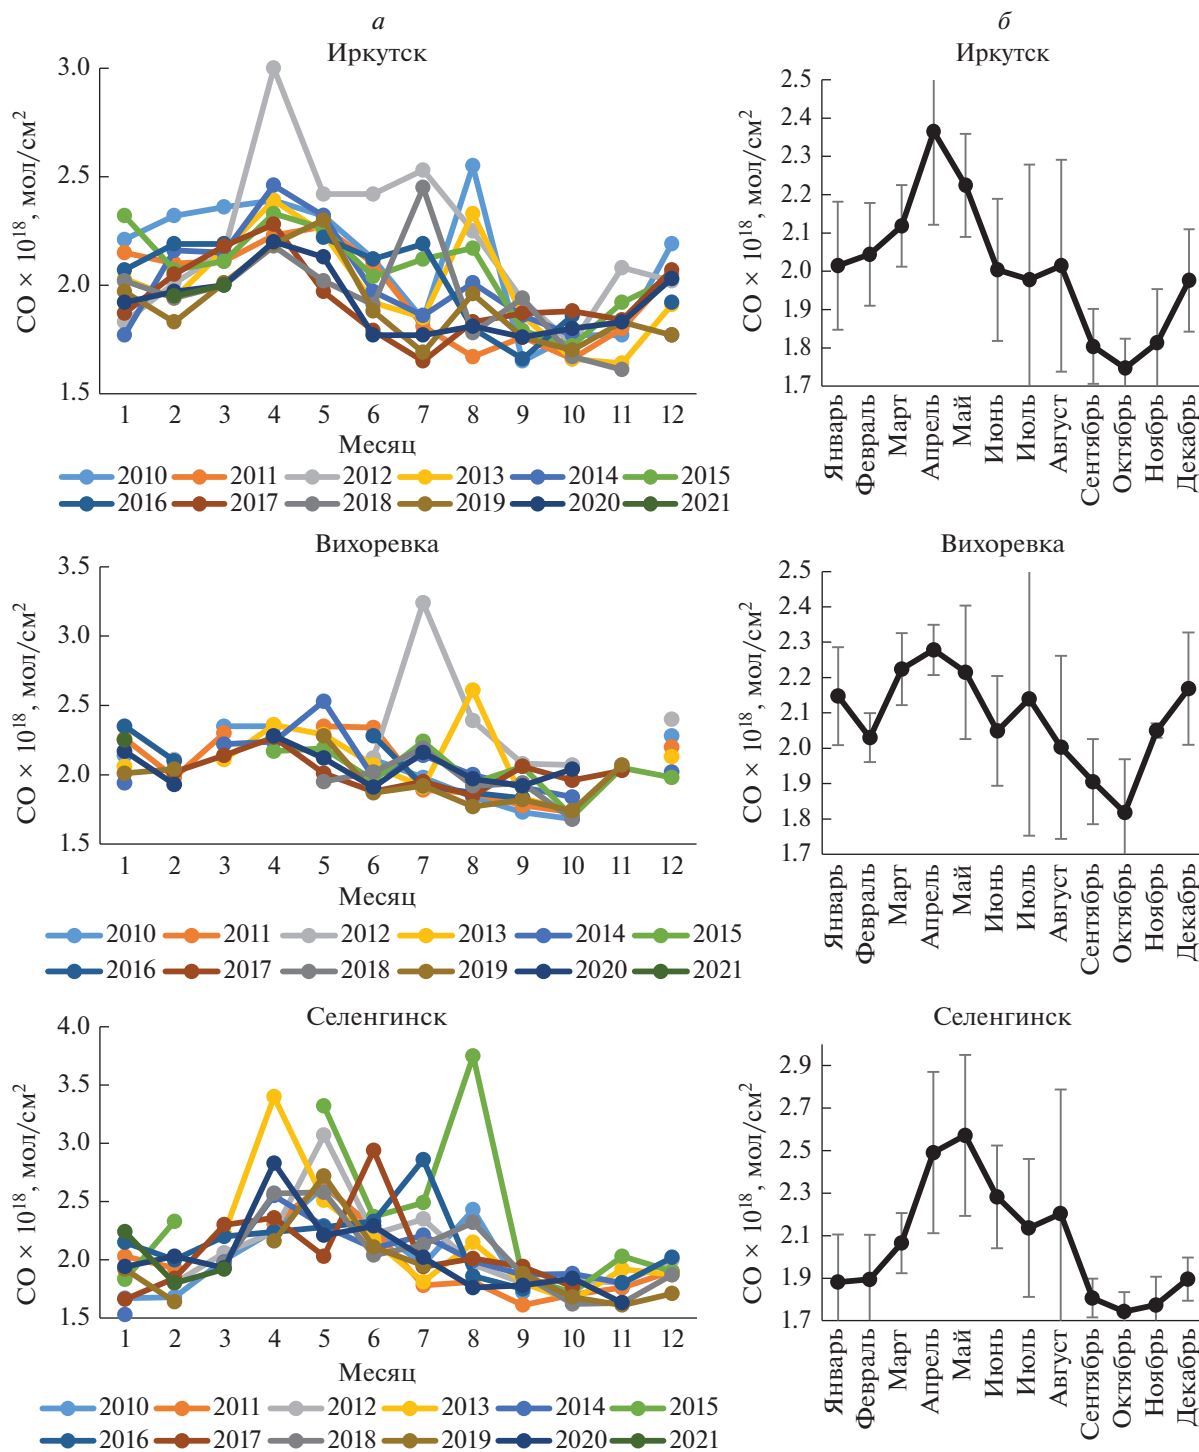 а
Иркутск
CO × 10¹⁸, мол/см²
3.0
2.5
2.0
1.5
1 2 3 4 5 6 7 8 9 10 11 12
Месяц
2010 2011 2012 2013 2014 2015
2016 2017 2018 2019 2020 2021
б
Иркутск
CO × 10¹⁸, мол/см²
2.5
2.4
2.3
2.2
2.1
2.0
1.9
1.8
1.7
Январь Февраль Март Апрель Май Июнь Июль Август Сентябрь Октябрь Ноябрь Декабрь
Вихоревка
CO × 10¹⁸, мол/см²
3.5
3.0
2.5
2.0
1.5
1 2 3 4 5 6 7 8 9 10 11 12
Месяц
2010 2011 2012 2013 2014 2015
2016 2017 2018 2019 2020 2021
Вихоревка
CO × 10¹⁸, мол/см²
2.5
2.4
2.3
2.2
2.1
2.0
1.9
1.8
1.7
Январь Февраль Март Апрель Май Июнь Июль Август Сентябрь Октябрь Ноябрь Декабрь
Селенгинск
CO × 10¹⁸, мол/см²
4.0
3.5
3.0
2.5
2.0
1.5
1 2 3 4 5 6 7 8 9 10 11 12
Месяц
2010 2011 2012 2013 2014 2015
2016 2017 2018 2019 2020 2021
Селенгинск
CO × 10¹⁸, мол/см²
2.9
2.7
2.5
2.3
2.1
1.9
1.7
Январь Февраль Март Апрель Май Июнь Июль Август Сентябрь Октябрь Ноябрь Декабрь